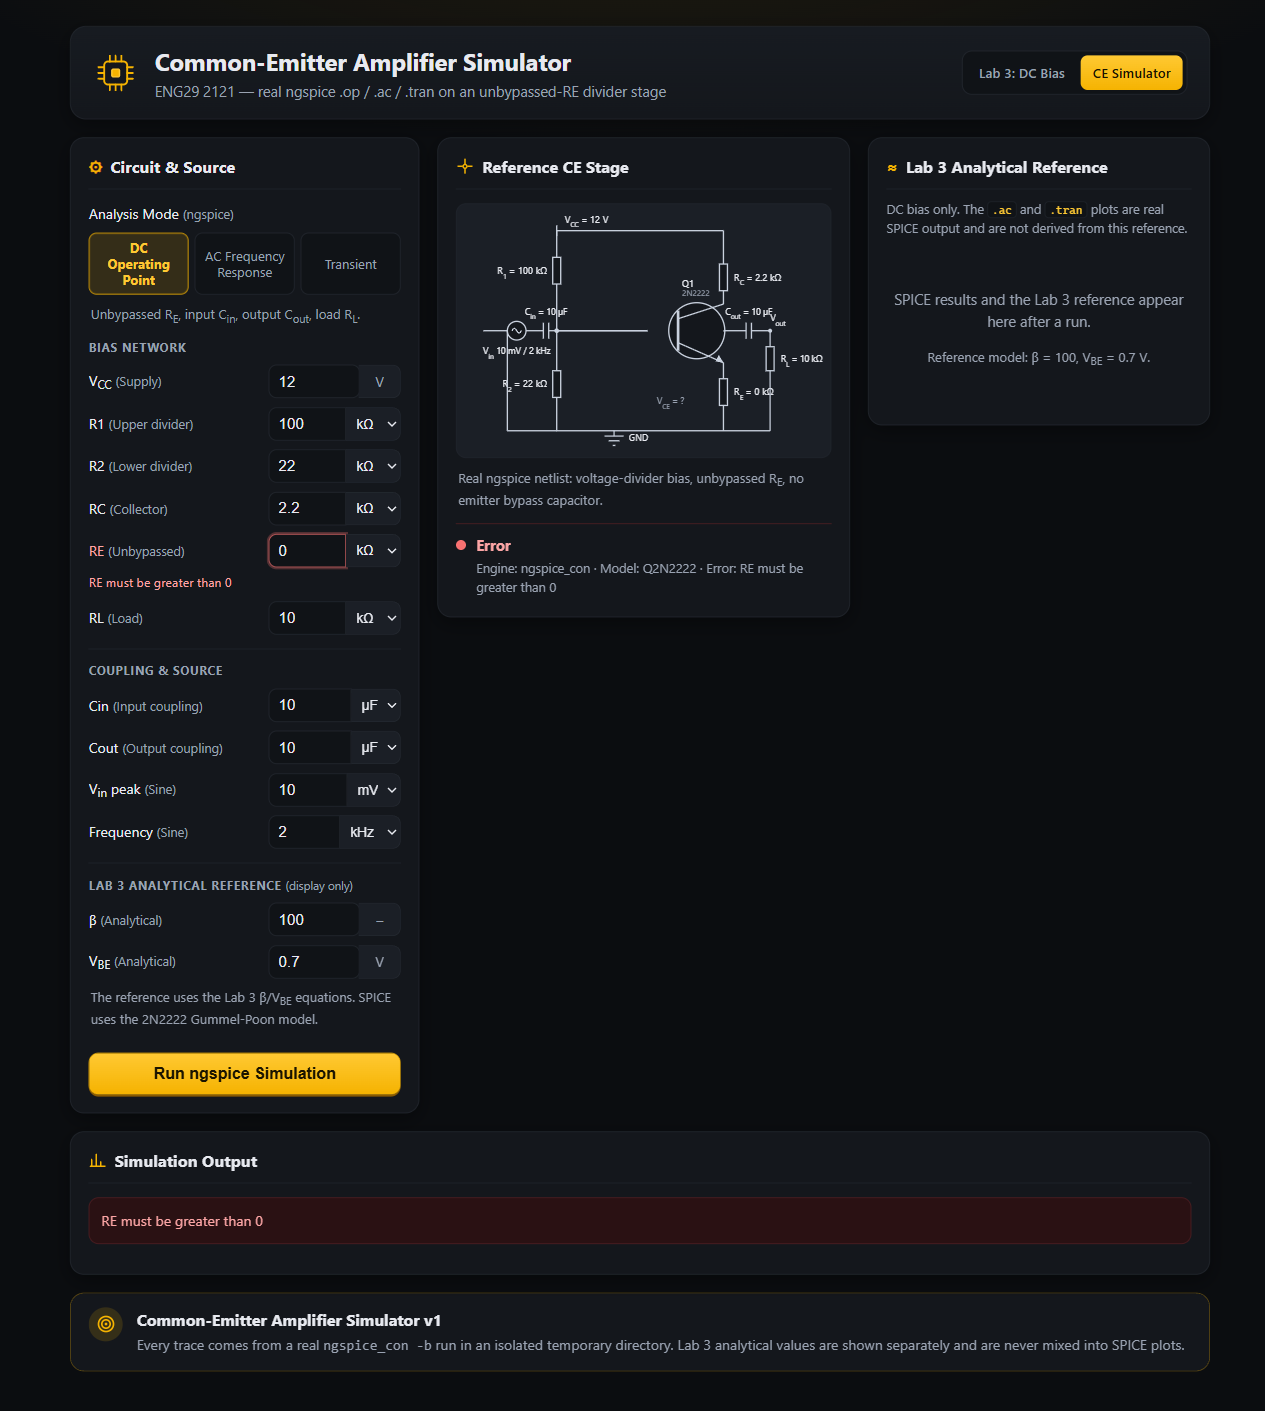 Common-Emitter Amplifier Simulator
ENG29 2121 — real ngspice .op / .ac / .tran on an unbypassed-RE divider stage
Lab 3: DC Bias
CE Simulator
Circuit & Source
Analysis Mode (ngspice)
DC
Operating
Point
AC Frequency
Response
Transient
Unbypassed RE, input Cin, output Cout, load RL.
BIAS NETWORK
VCC (Supply)
12
V
R1 (Upper divider)
100
kΩ
R2 (Lower divider)
22
kΩ
RC (Collector)
2.2
kΩ
RE (Unbypassed)
0
kΩ
RE must be greater than 0
RL (Load)
10
kΩ
COUPLING & SOURCE
Cin (Input coupling)
10
µF
Cout (Output coupling)
10
µF
Vin peak (Sine)
10
mV
Frequency (Sine)
2
kHz
LAB 3 ANALYTICAL REFERENCE (display only)
β (Analytical)
100
–
VBE (Analytical)
0.7
V
The reference uses the Lab 3 β/VBE equations. SPICE
uses the 2N2222 Gummel-Poon model.
Run ngspice Simulation
Reference CE Stage
VCC = 12 V
R1 = 100 kΩ
RC = 2.2 kΩ
Q1
2N2222
Cin = 10 µF
Cout = 10 µF
Vout
Vin 10 mV / 2 kHz
RL = 10 kΩ
R2 = 22 kΩ
RE = 0 kΩ
VCE = ?
GND
Real ngspice netlist: voltage-divider bias, unbypassed RE, no
emitter bypass capacitor.
Error
Engine: ngspice_con · Model: Q2N2222 · Error: RE must be
greater than 0
≈ Lab 3 Analytical Reference
DC bias only. The .ac and .tran plots are real
SPICE output and are not derived from this reference.
SPICE results and the Lab 3 reference appear
here after a run.
Reference model: β = 100, VBE = 0.7 V.
Simulation Output
RE must be greater than 0
Common-Emitter Amplifier Simulator v1
Every trace comes from a real ngspice_con -b run in an isolated temporary directory. Lab 3 analytical values are shown separately and are never mixed into SPICE plots.